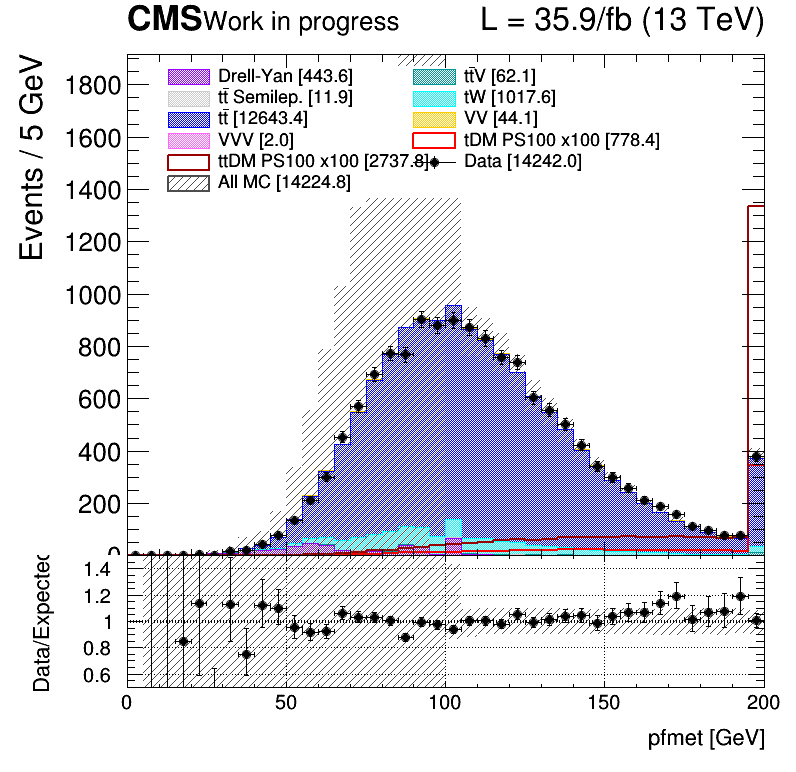 CMS Work in progress L = 35.9/fb (13 TeV)
Events / 5 GeV
1800
1600
1400
1200
1000
800
600
400
200
0
Drell-Yan [443.6] tt̄V [62.1]
tt̄ Semilep. [11.9] tW [1017.6]
tt̄ [12643.4] VV [44.1]
VVV [2.0] tDM PS100 x100 [778.4]
ttDM PS100 x100 [2737.8] Data [14242.0]
All MC [14224.8]
Data/Expected
1.4
1.2
1
0.8
0.6
0 50 100 150 200
pfmet [GeV]